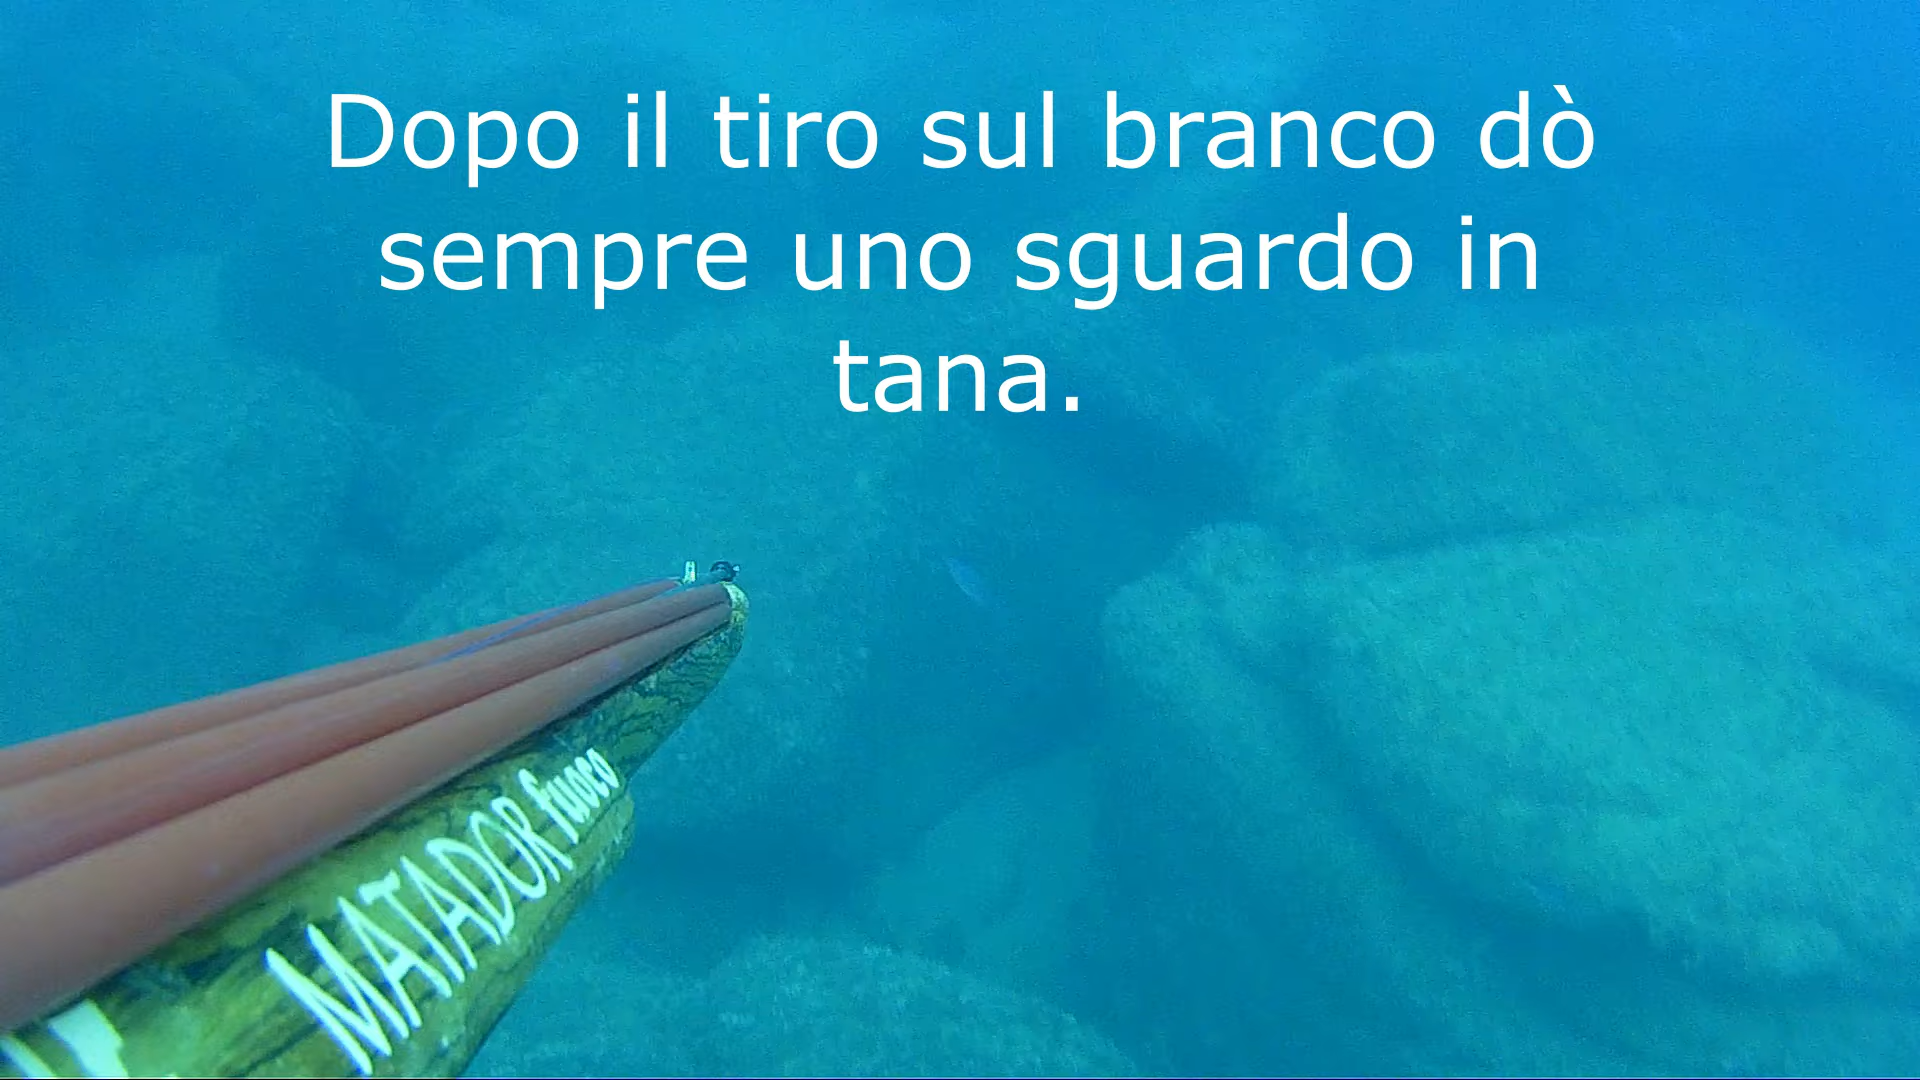 Dopo il tiro sul branco dò
sempre uno sguardo in
tana.
MATADOR fuoco